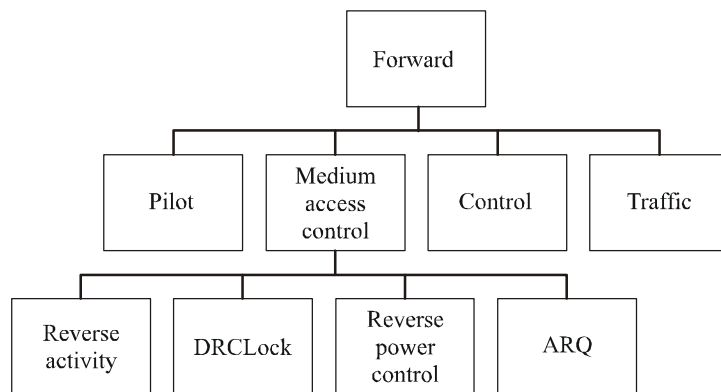 Forward
Pilot
Medium
access
control
Control
Traffic
Reverse
activity
DRCLock
Reverse
power
control
ARQ